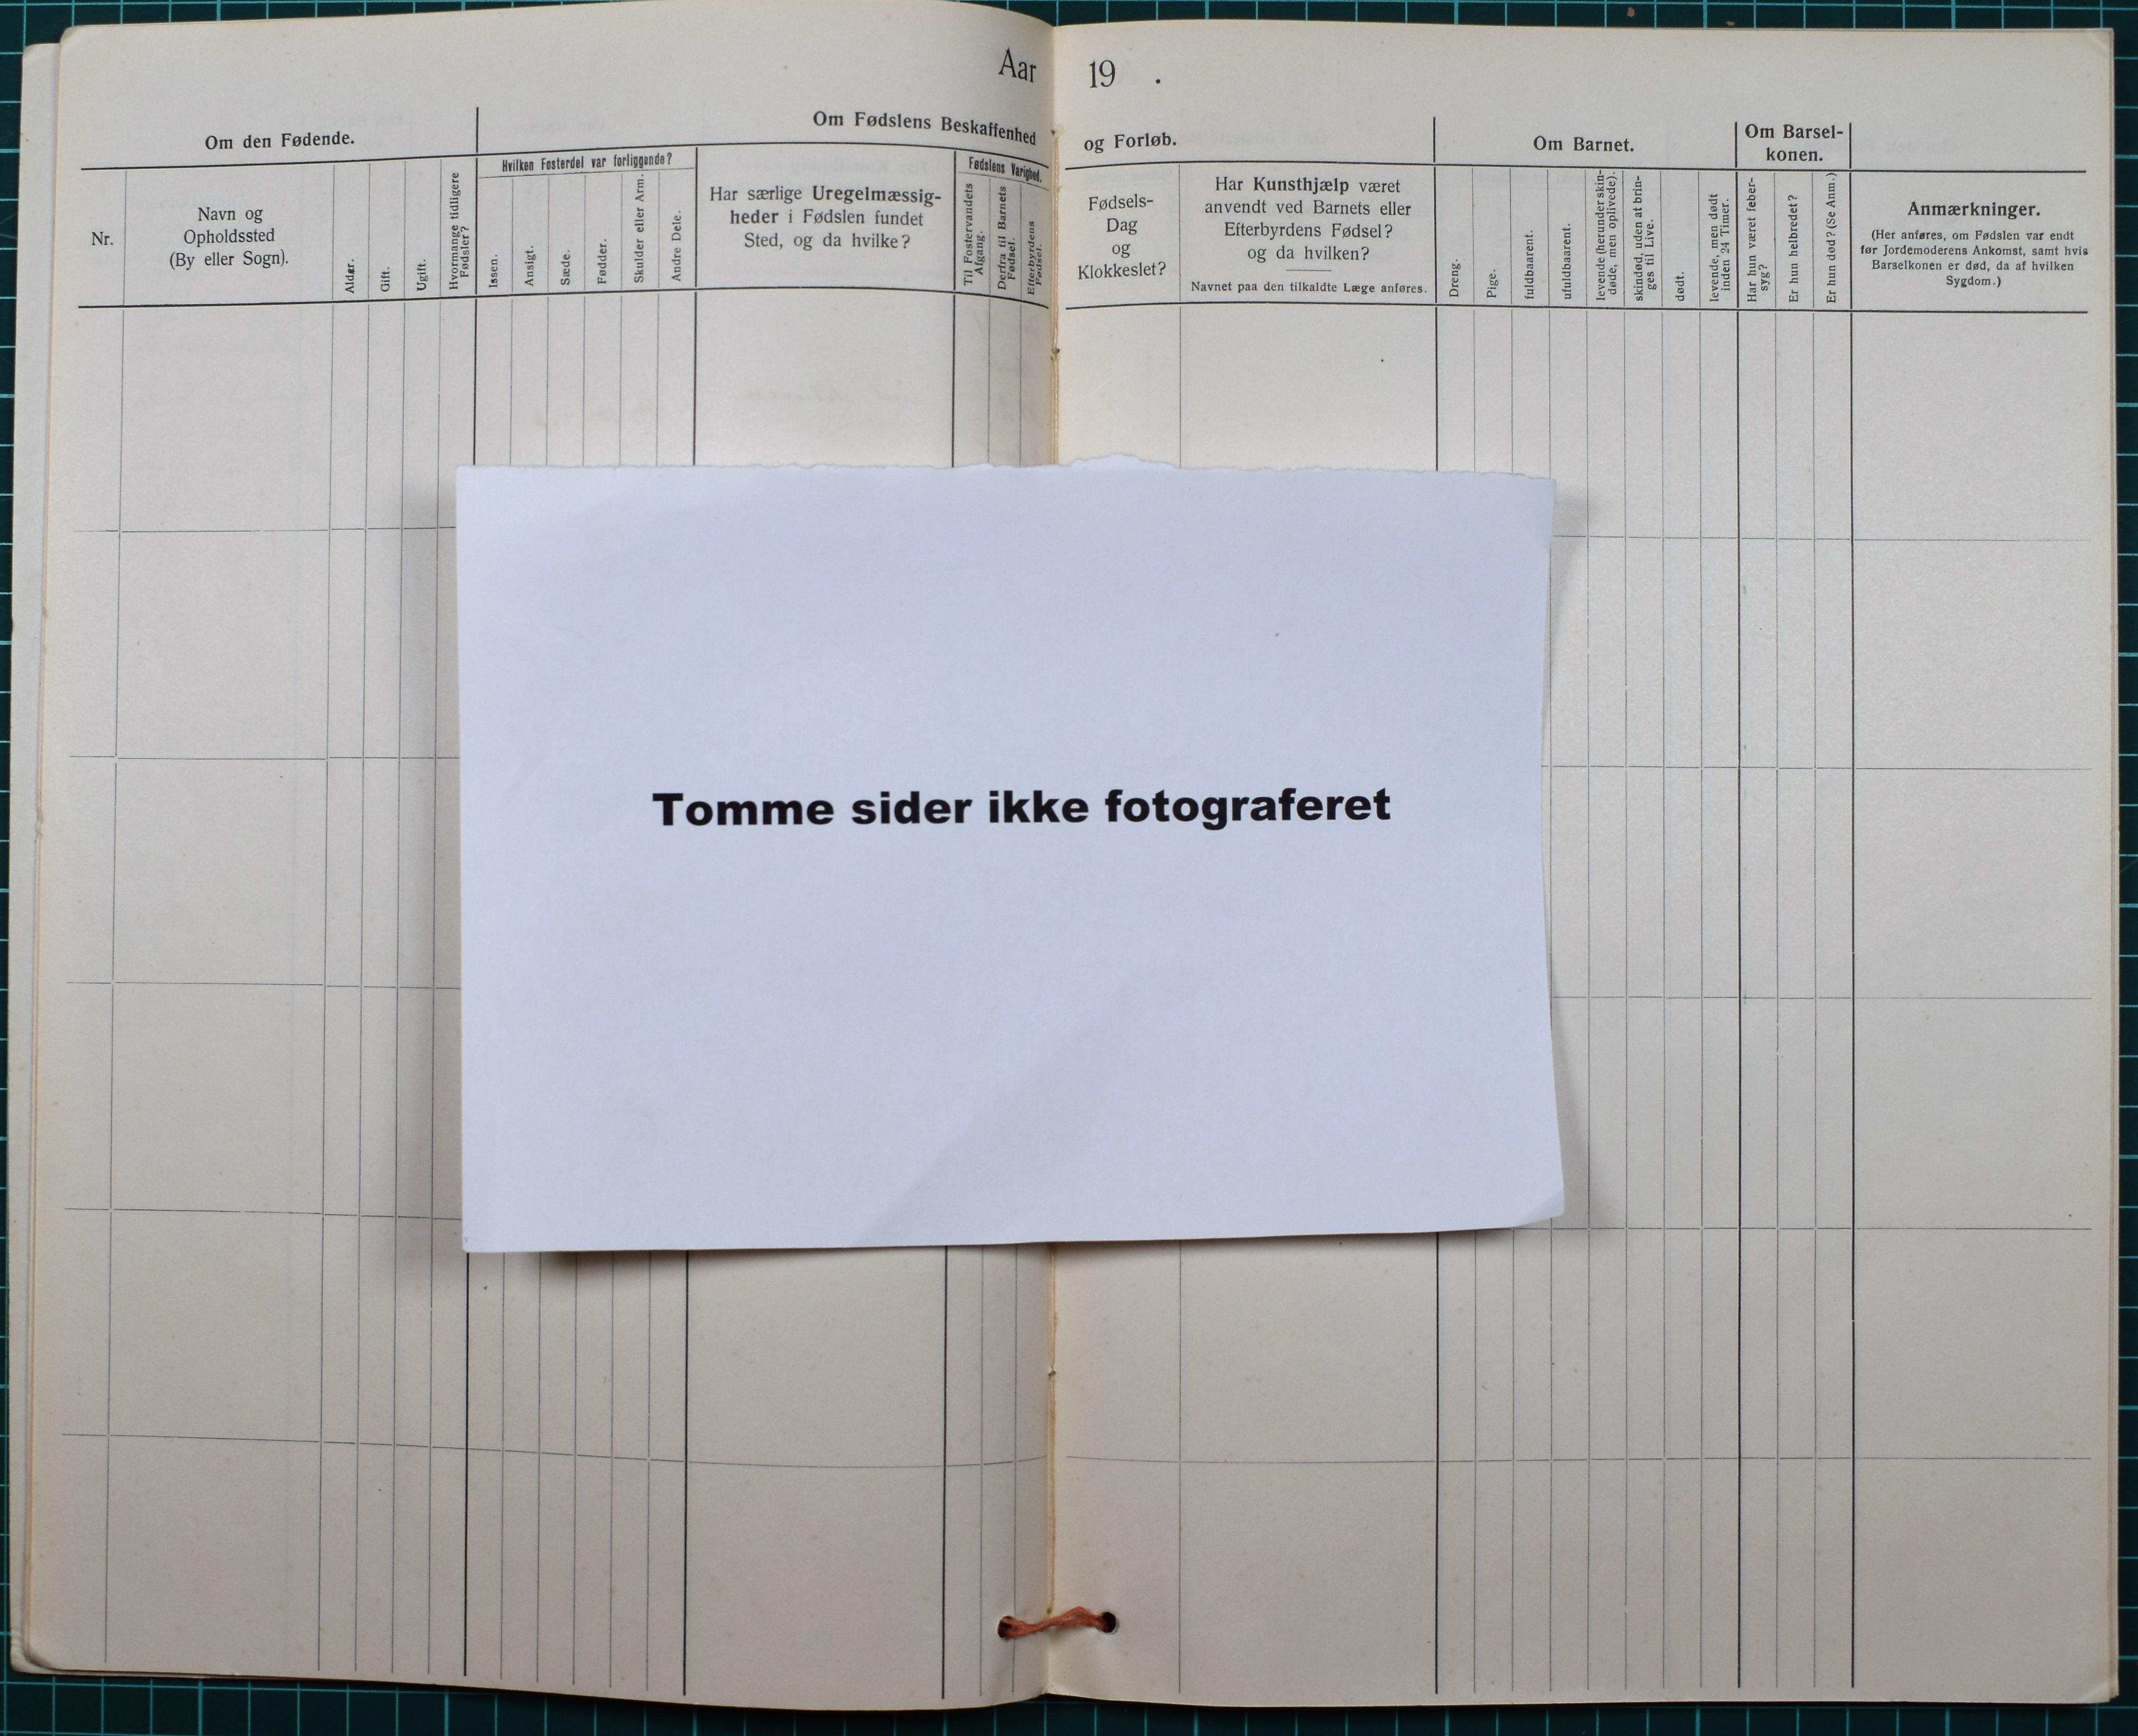 Aar 19 .
Om den Fødende.
Om Fødslens Beskaffenhed og Forløb.
Om Barnet.
Om Barsel-
konen.
Nr.
Navn og
Opholdssted
(By eller Sogn).
Alder.
Gift.
Ugift.
Hvormange tidligere
Fødsler?
Hvilken Fosterdel var forliggende?
Issen.
Ansigt.
Sæde.
Fødder.
Skulder eller Arm.
Andre Dele.
Har særlige Uregelmæssig-
heder i Fødslen fundet
Sted, og da hvilke?
Fødslens Varighed.
Til Fostervandets
Afgang.
Derfra til Barnets
Fødsel.
Efterbyrdens
Fødsel.
Fødsels-
Dag
og
Klokkeslet?
Har Kunsthjælp været
anvendt ved Barnets eller
Efterbyrdens Fødsel?
og da hvilken?
Navnet paa den tilkaldte Læge anføres.
Dreng.
Pige.
fuldbaarent.
ufuldbaarent.
levende (herunder skin-
døde, men oplivede).
skindød, uden at brin-
ges til Live.
dødt.
levende, men dødt
inden 24 Timer.
Har hun været feber-
syg?
Er hun helbredet?
Er hun død? (Se Anm.)
Anmærkninger.
(Her anføres, om Fødslen var endt
før Jordemoderens Ankomst, samt hvis
Barselkonen er død, da af hvilken
Sygdom.)
Tomme sider ikke fotograferet